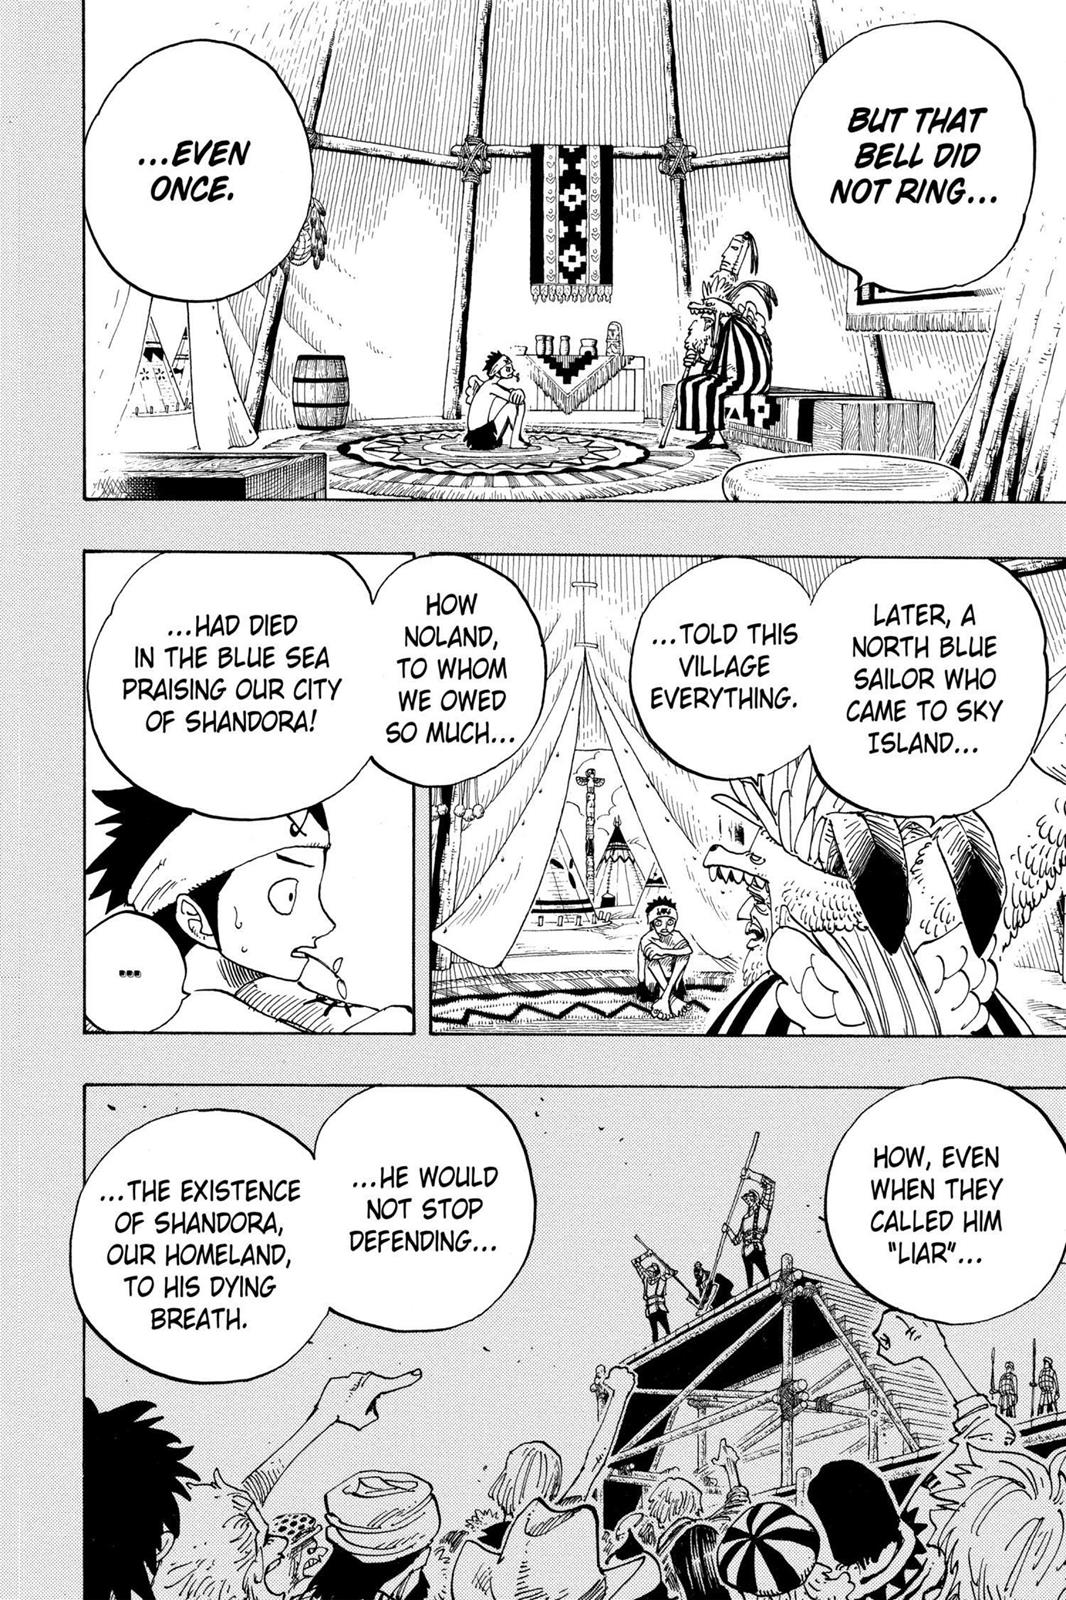 BUT THAT
BELL DID
NOT RING...
...EVEN
ONCE.
LATER, A
NORTH BLUE
SAILOR WHO
CAME TO SKY
ISLAND...
...TOLD THIS
VILLAGE
EVERYTHING.
HOW
NOLAND,
TO WHOM
WE OWED
SO MUCH...
...HAD DIED
IN THE BLUE SEA
PRAISING OUR CITY
OF SHANDORA!
...
HOW, EVEN
WHEN THEY
CALLED HIM
"LIAR"...
...HE WOULD
NOT STOP
DEFENDING...
...THE EXISTENCE
OF SHANDORA,
OUR HOMELAND,
TO HIS DYING
BREATH.